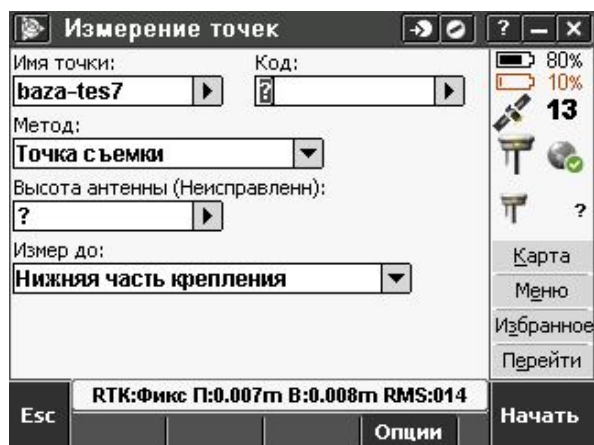 Измерение точек
? – x
Имя точки: Код:
baza-tes7 ?
Метод:
Точка съемки
Высота антенны (Неисправленн):
?
Измер до:
Нижняя часть крепления
80%
10%
13
?
Карта
Меню
Избранное
Перейти
RTK:Фикс П:0.007m В:0.008m RMS:014
Esc
Опции
Начать